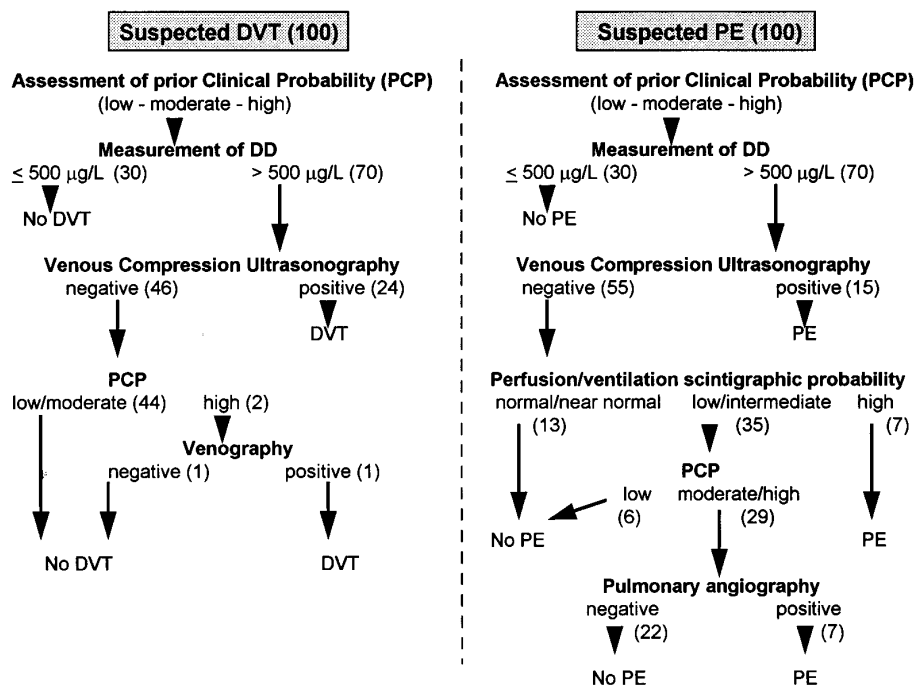 Suspected DVT (100)
Assessment of prior Clinical Probability (PCP)
(low - moderate - high)
Measurement of DD
≤ 500 µg/L (30) > 500 µg/L (70)
No DVT
Venous Compression Ultrasonography
negative (46) positive (24)
DVT
PCP
low/moderate (44) high (2)
Venography
negative (1) positive (1)
No DVT DVT
Suspected PE (100)
Assessment of prior Clinical Probability (PCP)
(low - moderate - high)
Measurement of DD
≤ 500 µg/L (30) > 500 µg/L (70)
No PE
Venous Compression Ultrasonography
negative (55) positive (15)
PE
Perfusion/ventilation scintigraphic probability
normal/near normal low/intermediate high
(13) (35) (7)
PCP
low moderate/high
(6) (29)
No PE PE
Pulmonary angiography
negative positive
(22) (7)
No PE PE